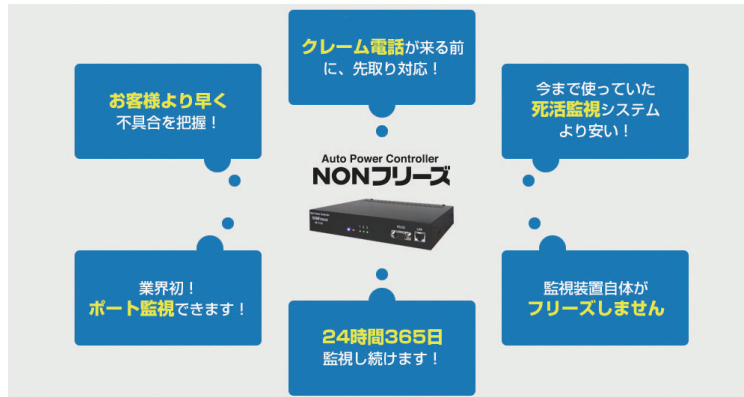 クレーム電話が来る前
に、先取り対応！
お客様より早く
不具合を把握！
今まで使っていた
死活監視システム
より安い！
Auto Power Controller
NONフリーズ
業界初！
ポート監視できます！
監視装置自体が
フリーズしません
24時間365日
監視し続けます！